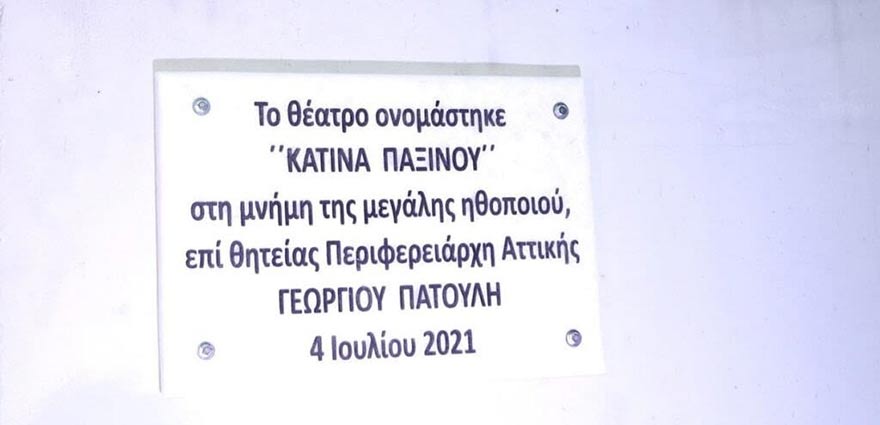 Το θέατρο ονομάστηκε
΄΄ΚΑΤΙΝΑ ΠΑΞΙΝΟΥ΄΄
στη μνήμη της μεγάλης ηθοποιού,
επί θητείας Περιφερειάρχη Αττικής
ΓΕΩΡΓΙΟΥ ΠΑΤΟΥΛΗ
4 Ιουλίου 2021